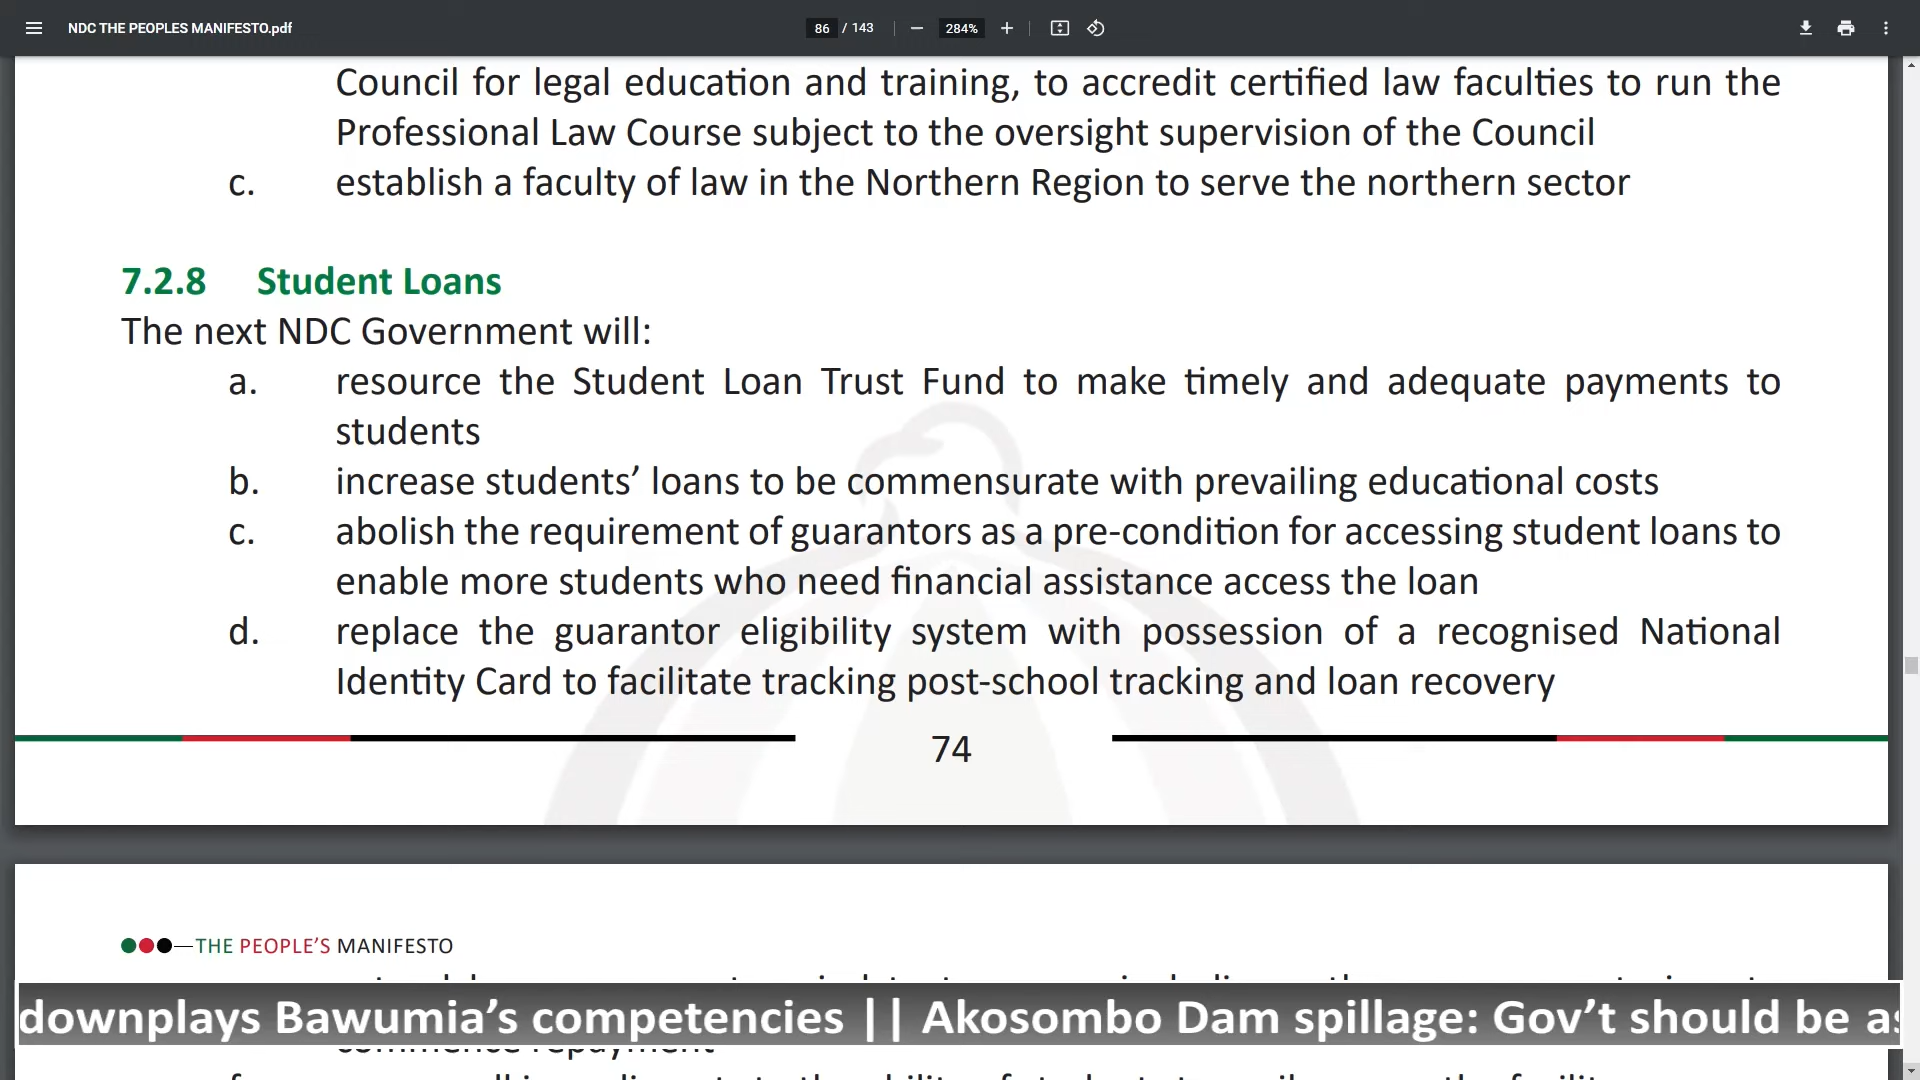 NDC THE PEOPLES MANIFESTO.pdf
86 / 143
284%
Council for legal education and training, to accredit certified law faculties to run the
Professional Law Course subject to the oversight supervision of the Council
c. establish a faculty of law in the Northern Region to serve the northern sector
7.2.8 Student Loans
The next NDC Government will:
a. resource the Student Loan Trust Fund to make timely and adequate payments to
students
b. increase students’ loans to be commensurate with prevailing educational costs
c. abolish the requirement of guarantors as a pre-condition for accessing student loans to
enable more students who need financial assistance access the loan
d. replace the guarantor eligibility system with possession of a recognised National
Identity Card to facilitate tracking post-school tracking and loan recovery
74
THE PEOPLE’S MANIFESTO
downplays Bawumia’s competencies || Akosombo Dam spillage: Gov’t should be as